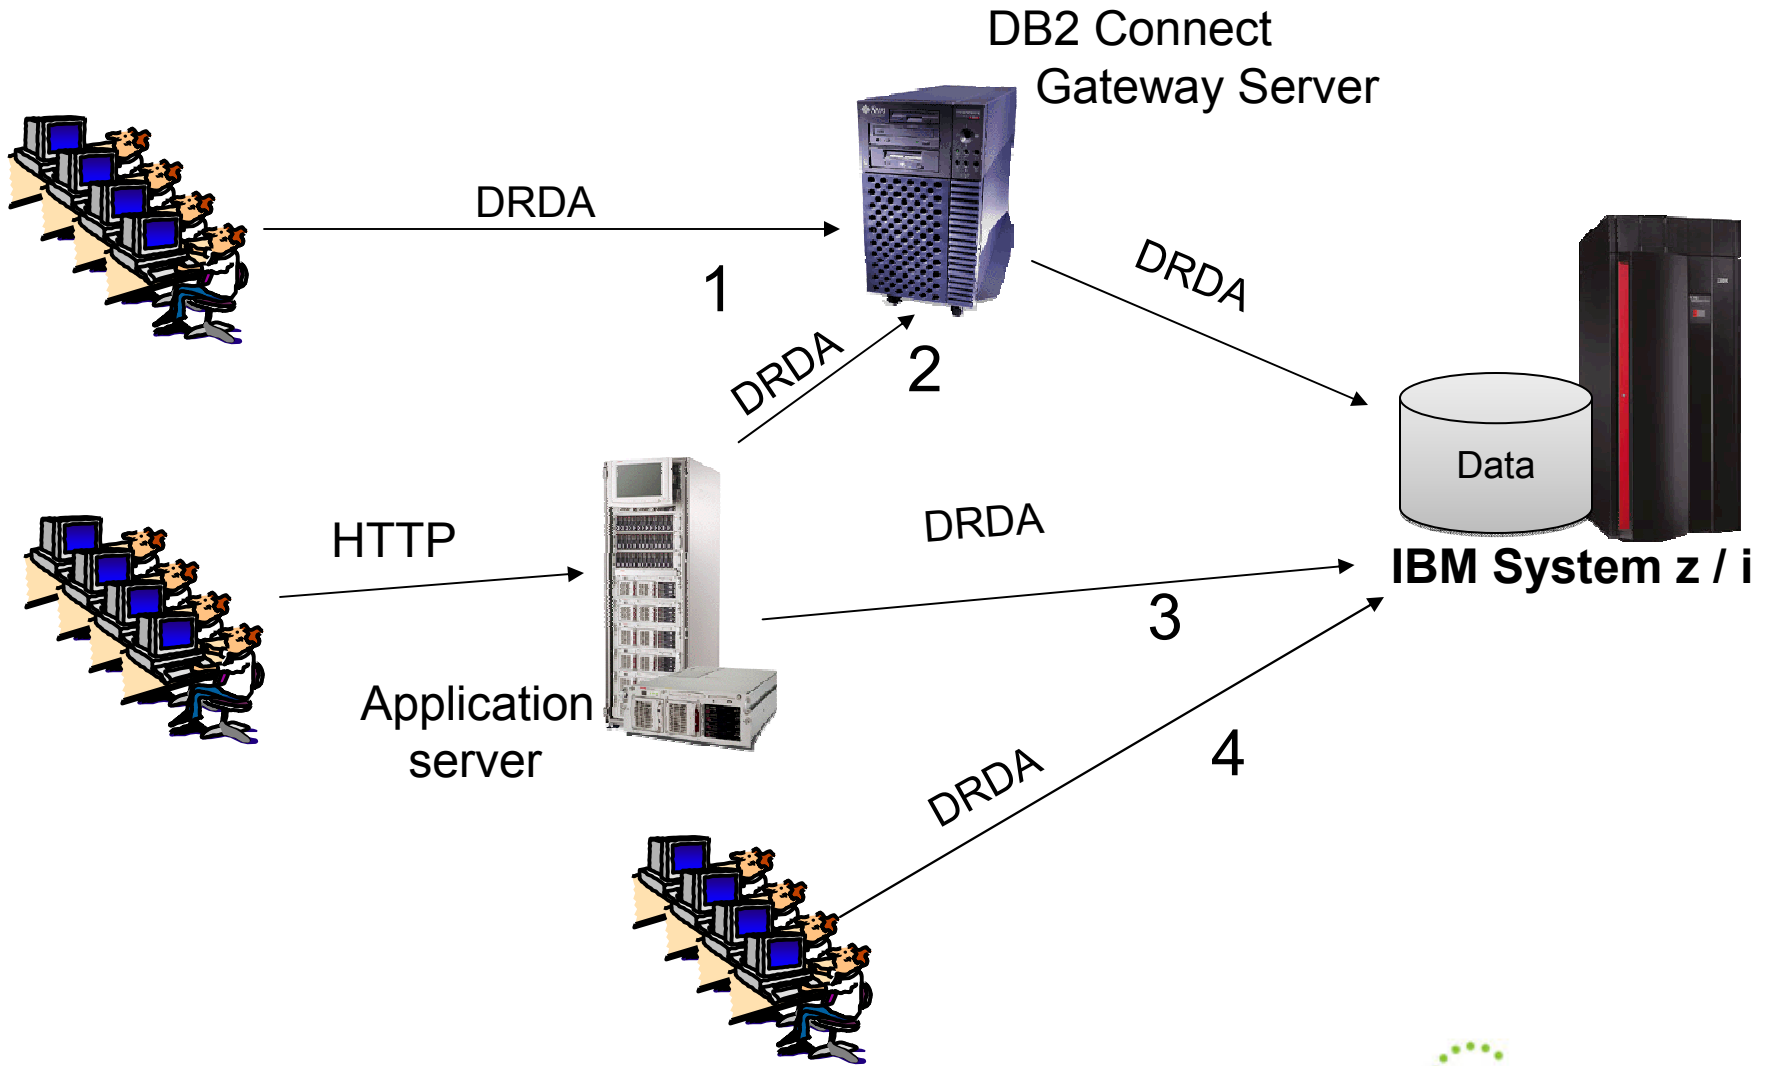 DB2 Connect
Gateway Server
DRDA
1
DRDA
DRDA
2
Data
IBM System z / i
HTTP
DRDA
3
Application
server
4
DRDA